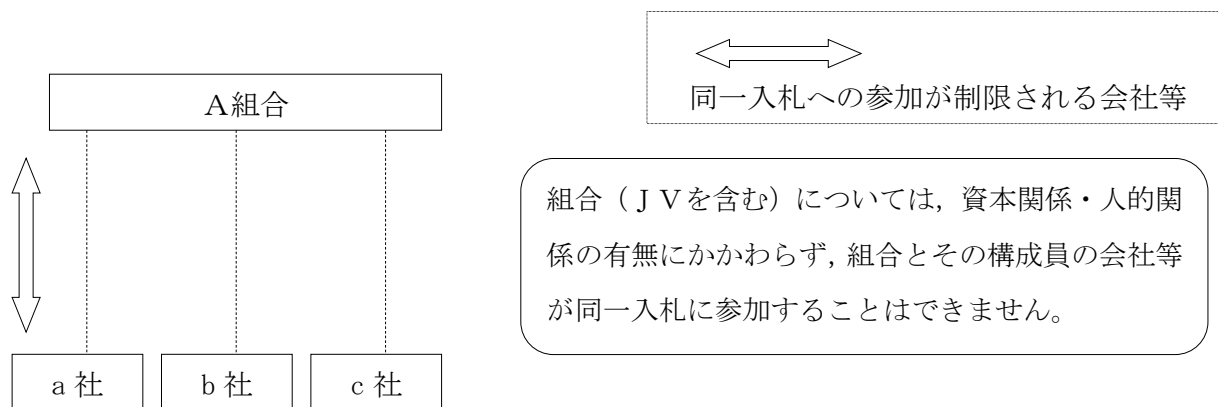 同一入札への参加が制限される会社等
A組合
組合（ＪＶを含む）については，資本関係・人的関
係の有無にかかわらず，組合とその構成員の会社等
が同一入札に参加することはできません。
a社
b社
c社